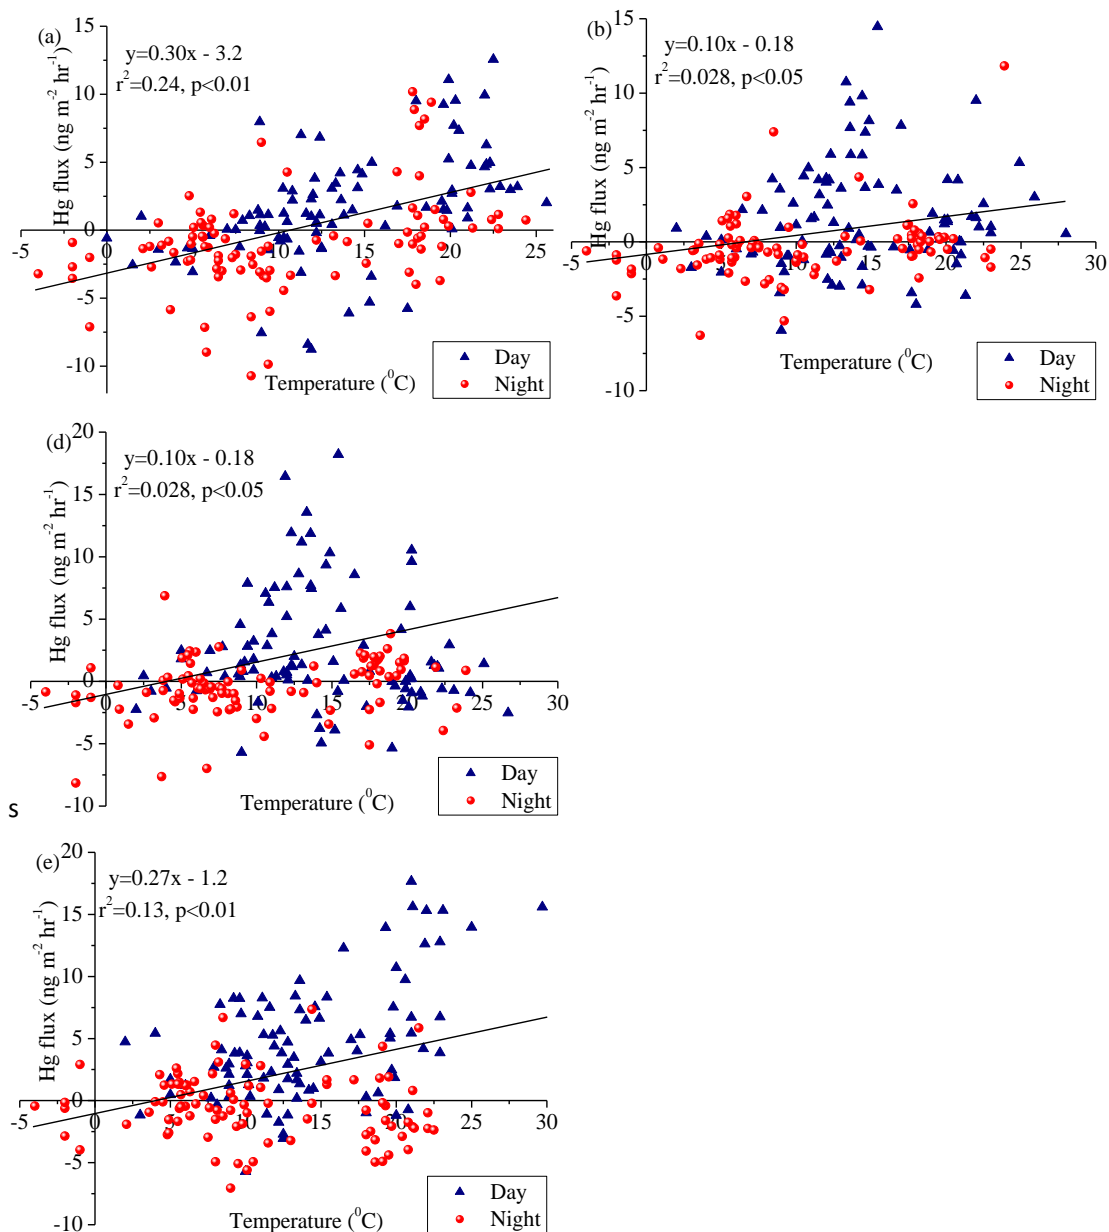 (a)
y=0.30x - 3.2
r²=0.24, p<0.01
Hg flux (ng m⁻² hr⁻¹)
15
10
5
0
-5
-10
-5 0 5 10 15 20 25
Temperature (⁰C)
Day
Night
(b)
y=0.10x - 0.18
r²=0.028, p<0.05
Hg flux (ng m⁻² hr⁻¹)
15
10
5
0
-5
-10
-5 0 5 10 15 20 25 30
Temperature (⁰C)
Day
Night
(d)
y=0.10x - 0.18
r²=0.028, p<0.05
Hg flux (ng m⁻² hr⁻¹)
20
15
10
5
0
-5
-10
-5 0 5 10 15 20 25 30
Temperature (⁰C)
Day
Night
s
(e)
y=0.27x - 1.2
r²=0.13, p<0.01
Hg flux (ng m⁻² hr⁻¹)
20
15
10
5
0
-5
-10
-5 0 5 10 15 20 25 30
Temperature (⁰C)
Day
Night